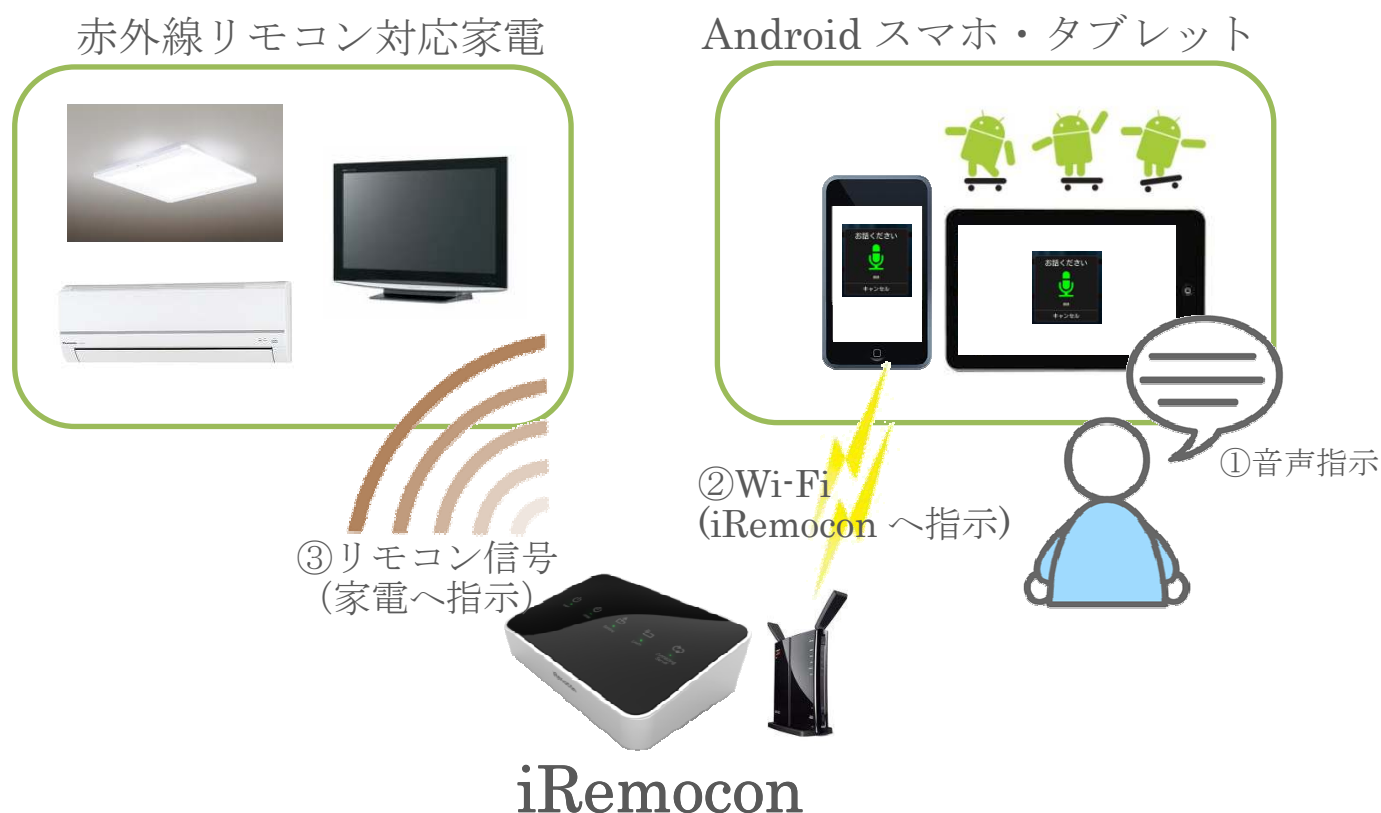 赤外線リモコン対応家電
Android スマホ・タブレット
お話ください
キャンセル
お話ください
キャンセル
①音声指示
②Wi-Fi
(iRemocon へ指示)
③リモコン信号
(家電へ指示)
iRemocon